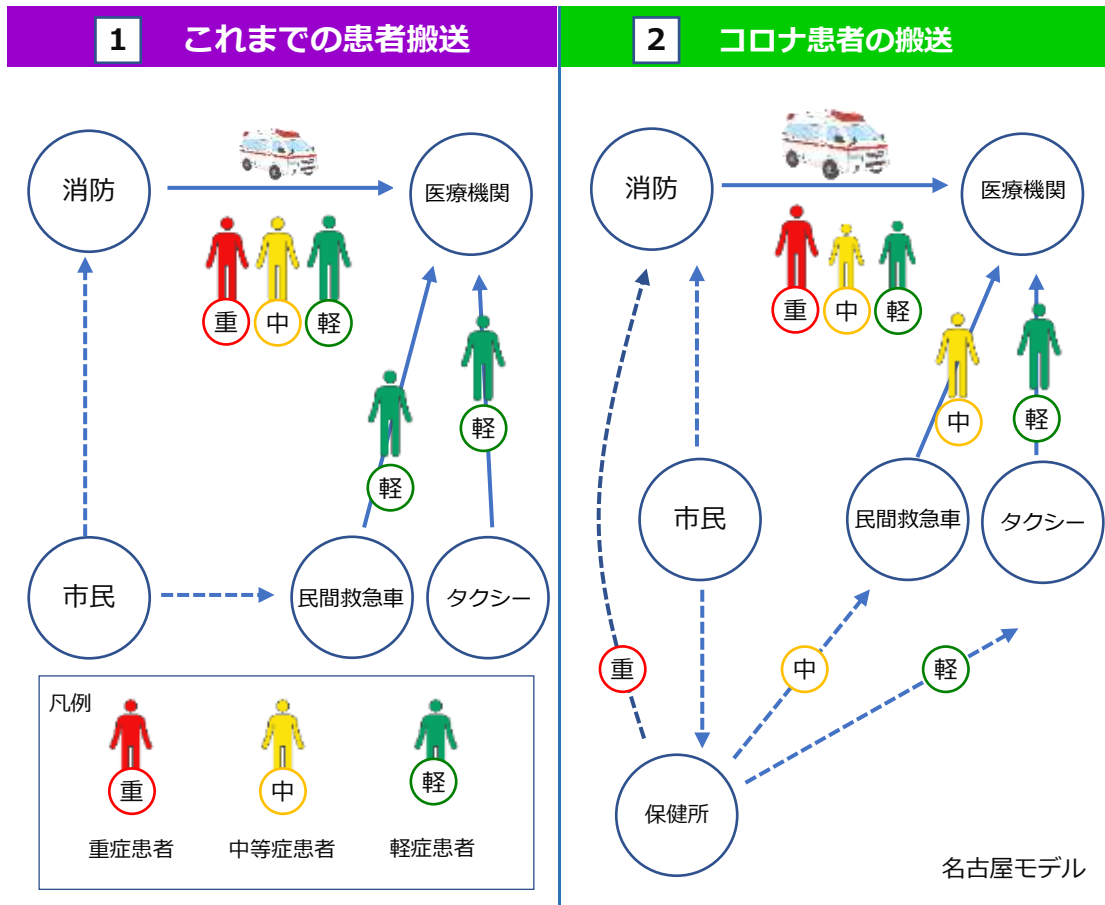 1 これまでの患者搬送
消防
医療機関
重 中 軽
軽
軽
市民
民間救急車
タクシー
凡例
重 中 軽
重症患者 中等症患者 軽症患者
2 コロナ患者の搬送
消防
医療機関
重 中 軽
中
軽
市民
民間救急車
タクシー
重
中
軽
保健所
名古屋モデル